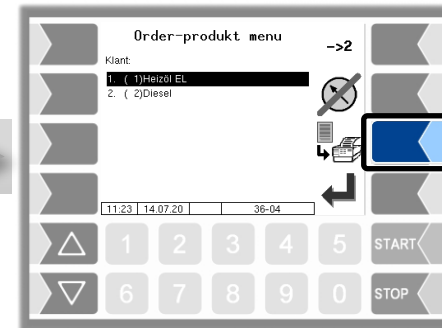 Order-produkt menu
->2
Klant:
1. ( 1)Heizöl EL
2. ( 2)Diesel
11:23 14.07.20 36-04
1 2 3 4 5 START
6 7 8 9 0 STOP